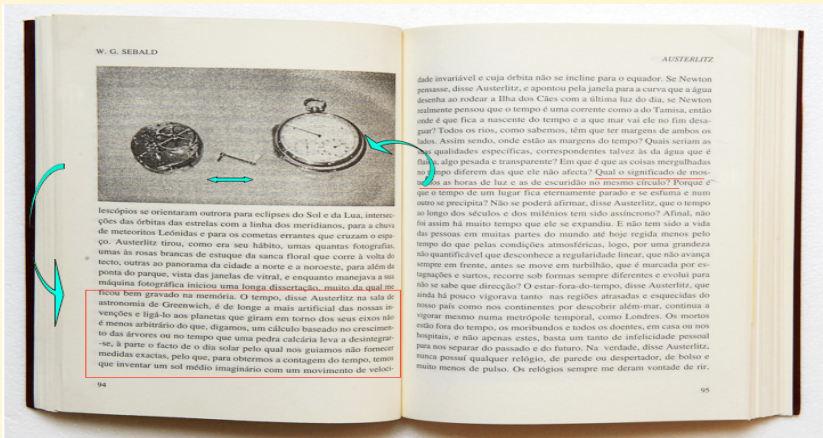 W. G. SEBALD
lescópios se orientaram outrora para eclipses do Sol e da Lua, intersec-
ções das órbitas das estrelas com a linha dos meridianos, para a chuva
de meteoritos Leónidas e para os cometas errantes que cruzam o espa-
ço. Austerlitz tirou, como era seu hábito, umas quantas fotografias,
umas às rosas brancas de estuque da sanca floral que corre à volta do
tecto, outras ao panorama da cidade a norte e a noroeste, para além da
ponta do parque, vista das janelas de vitral, e enquanto manejava a sua
máquina fotográfica iniciou uma longa dissertação, muito da qual me
ficou bem gravado na memória. O tempo, disse Austerlitz na sala de
astronomia de Greenwich, é de longe a mais artificial das nossas in-
venções e ligá-lo aos planetas que giram em torno dos seus eixos não
é menos arbitrário do que, digamos, um cálculo baseado no crescimen-
to das árvores ou no tempo que uma pedra calcária leva a desintegrar-
-se, à parte o facto de o dia solar pelo qual nos guiamos não fornecer
medidas exactas, pelo que, para obtermos a contagem do tempo, temos
que inventar um sol médio imaginário com um movimento de veloci-
94
AUSTERLITZ
dade invariável e cuja órbita não se incline para o equador. Se Newton
pensasse, disse Austerlitz, e apontou pela janela para a curva que a água
desenha ao rodear a Ilha dos Cães com a última luz do dia, se Newton
realmente pensou que o tempo é uma corrente como a do Tamisa, então
onde é que fica a nascente do tempo e a que mar vai ele no fim desa-
guar? Todos os rios, como sabemos, têm que ter margens de ambos os
lados. Assim sendo, onde estão as margens do tempo? Quais seriam as
suas qualidades específicas, correspondentes talvez às da água que é
fluida, algo pesada e transparente? Em que é que as coisas mergulhadas
no tempo diferem das que ele não afecta? Qual o significado de mos-
as horas de luz e as de escuridão no mesmo círculo? Porque é
que o tempo de um lugar fica eternamente parado e se esfuma e num
outro se precipita? Não se poderá afirmar, disse Austerlitz, que o tempo
ao longo dos séculos e dos milénios tem sido assíncrono? Afinal, não
foi assim há muito tempo que ele se expandiu. E não tem sido a vida
das pessoas em muitas partes do mundo até hoje regida menos pelo
tempo do que pelas condições atmosféricas, logo, por uma grandeza
não quantificável que desconhece a regularidade linear, que não avança
sempre em frente, antes se move em turbilhão, que é marcada por es-
tagnações e surtos, recorre sob formas sempre diferentes e evolui para
não se sabe que direcção? O estar-fora-do-tempo, disse Austerlitz, que
ainda há pouco vigorava tanto nas regiões atrasadas e esquecidas do
nosso país como nos continentes por descobrir além-mar, continua a
vigorar mesmo numa metrópole temporal, como Londres. Os mortos
estão fora do tempo, os moribundos e todos os doentes, em casa ou nos
hospitais, e não apenas estes, basta um tanto de infelicidade pessoal
para nos separar do passado e do futuro. Na verdade, disse Austerlitz,
nunca possuí qualquer relógio, de parede ou despertador, de bolso e
muito menos de pulso. Os relógios sempre me deram vontade de rir.
95